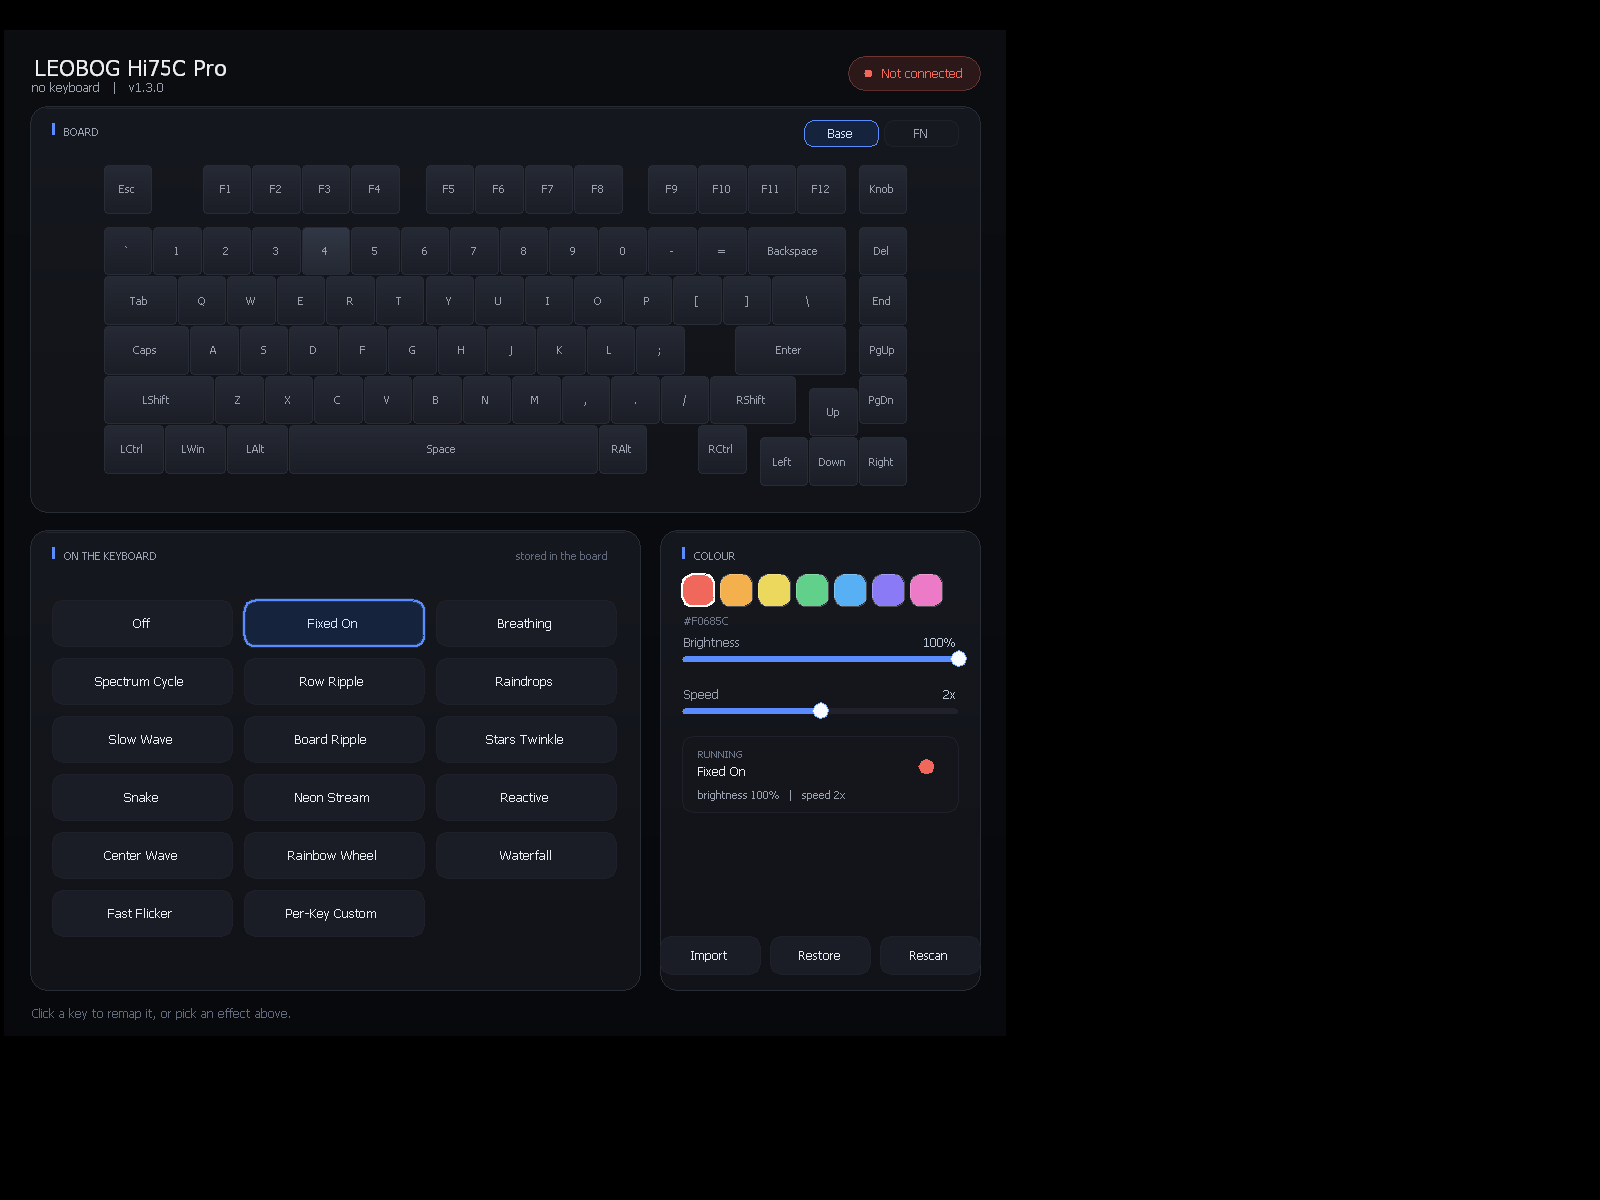 LEOBOG Hi75C Pro
no keyboard | v1.3.0
Not connected
BOARD
Base FN
Esc F1 F2 F3 F4 F5 F6 F7 F8 F9 F10 F11 F12 Knob
` 1 2 3 4 5 6 7 8 9 0 - = Backspace Del
Tab Q W E R T Y U I O P [ ] \ End
Caps A S D F G H J K L ; Enter PgUp
LShift Z X C V B N M , . / RShift Up PgDn
LCtrl LWin LAlt Space RAlt RCtrl Left Down Right
ON THE KEYBOARD
stored in the board
Off Fixed On Breathing
Spectrum Cycle Row Ripple Raindrops
Slow Wave Board Ripple Stars Twinkle
Snake Neon Stream Reactive
Center Wave Rainbow Wheel Waterfall
Fast Flicker Per-Key Custom
COLOUR
#F0685C
Brightness 100%
Speed 2x
RUNNING
Fixed On
brightness 100% | speed 2x
Import Restore Rescan
Click a key to remap it, or pick an effect above.